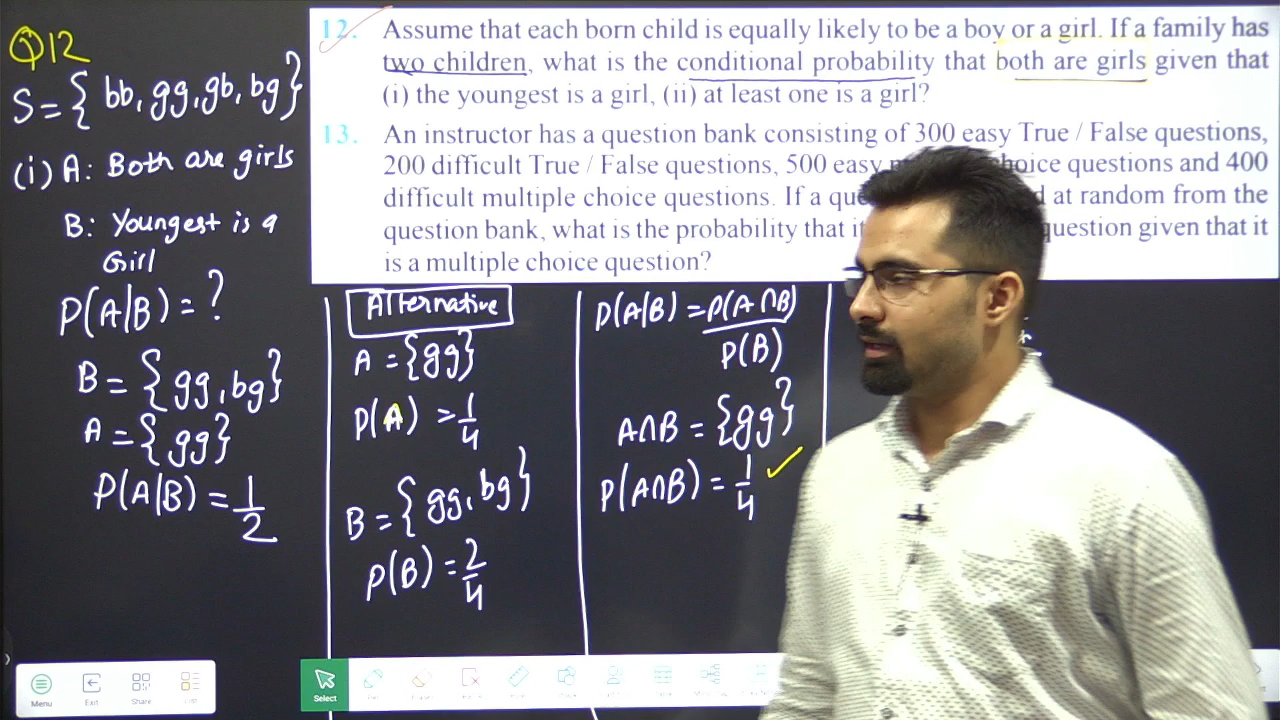 Q12
S = { bb, gg, gb, bg}
(i) A: Both are girls
B: Youngest is a
Girl
P(A|B) = ?
B = {gg, bg}
A = {gg}
P(A|B) = 1/2
12. Assume that each born child is equally likely to be a boy or a girl. If a family has
two children, what is the conditional probability that both are girls given that
(i) the youngest is a girl, (ii) at least one is a girl?
13. An instructor has a question bank consisting of 300 easy True / False questions,
200 difficult True / False questions, 500 easy choice questions and 400
difficult multiple choice questions. If a at random from the
question bank, what is the probability that question given that it
is a multiple choice question?
Alternative
A = {gg}
P(A) = 1/4
B = {gg, bg}
P(B) = 2/4
P(A|B) = P(A∩B)/P(B)
A∩B = {gg}
P(A∩B) = 1/4 ✓
Menu
Exit
Share
Select